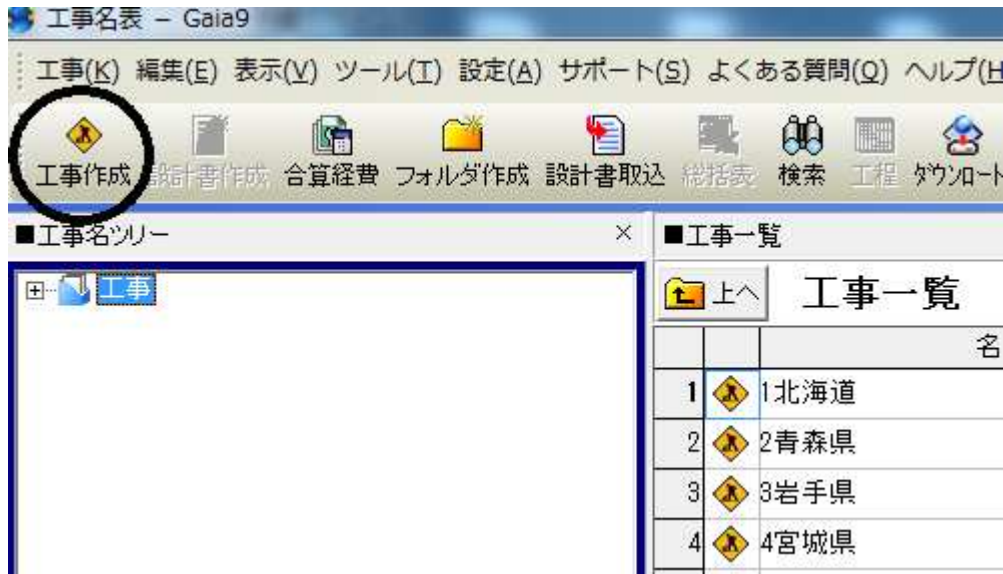 工事名表 – Gaia9
工事(K) 編集(E) 表示(V) ツール(T) 設定(A) サポート(S) よくある質問(Q) ヘルプ(H
工事作成 設計書作成 合算経費 フォルダ作成 設計書取込 総括表 検索 工程 ダウンロート
■工事名ツリー × ■工事一覧
工事
上へ 工事一覧
名
1 1北海道
2 2青森県
3 3岩手県
4 4宮城県